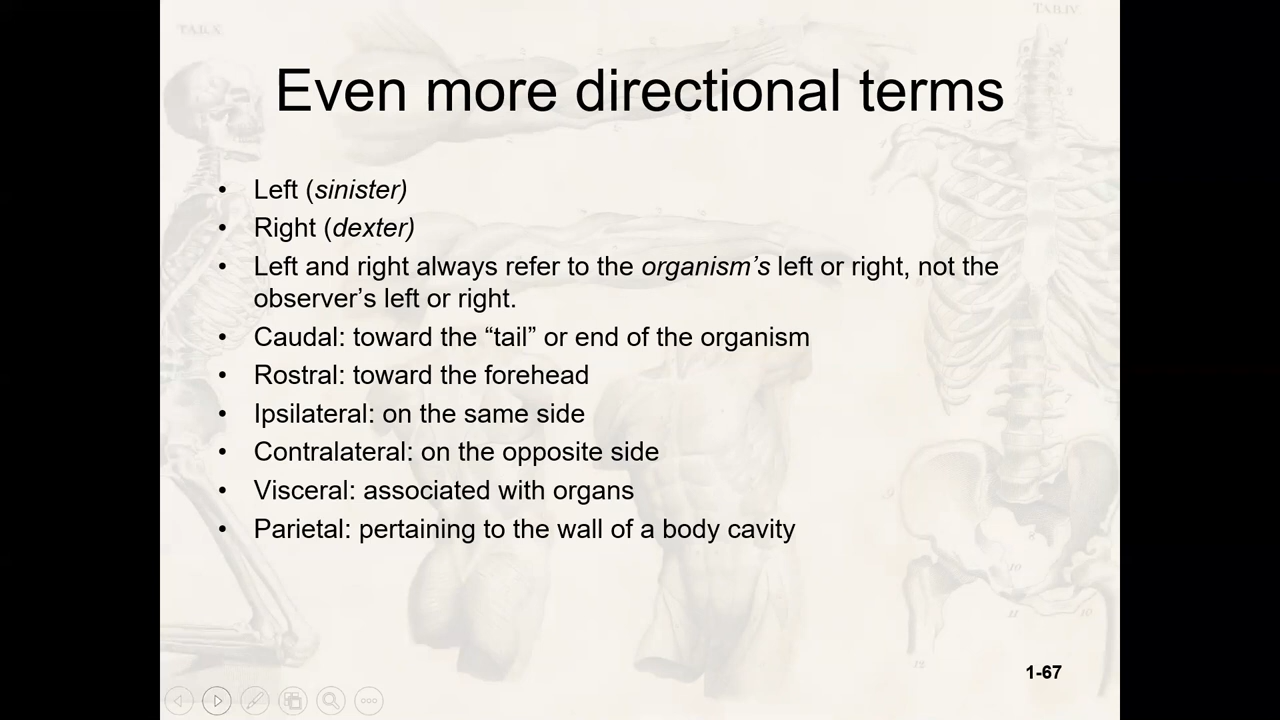 TAB.X
TAB.IV
Even more directional terms
• Left (sinister)
• Right (dexter)
• Left and right always refer to the organism’s left or right, not the
observer’s left or right.
• Caudal: toward the “tail” or end of the organism
• Rostral: toward the forehead
• Ipsilateral: on the same side
• Contralateral: on the opposite side
• Visceral: associated with organs
• Parietal: pertaining to the wall of a body cavity
1-67